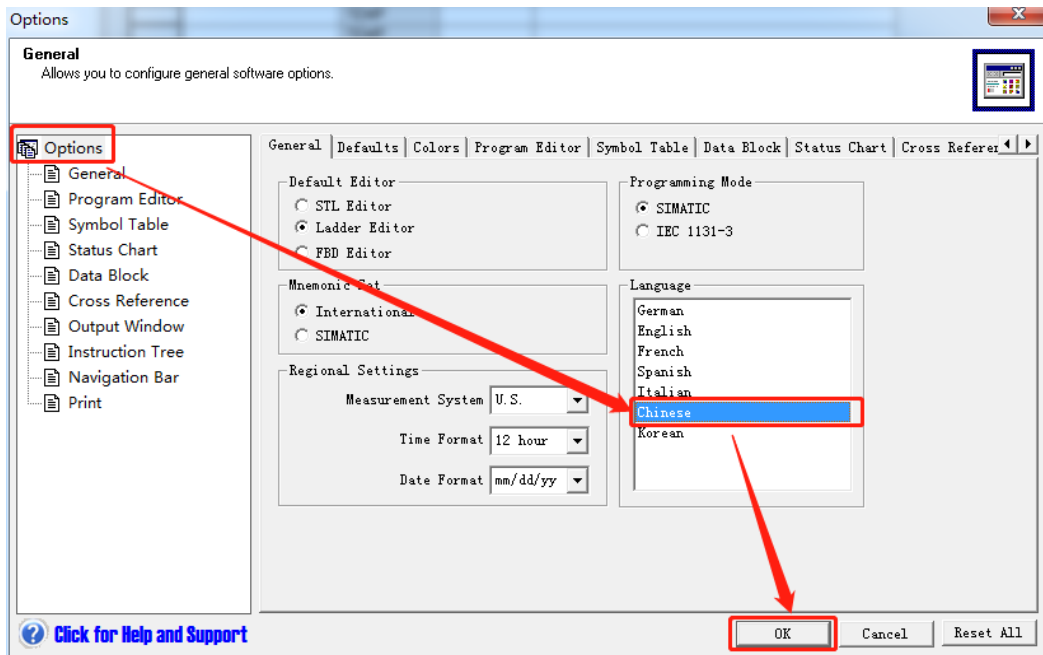 Options
General
Allows you to configure general software options.
Options
General
Program Editor
Symbol Table
Status Chart
Data Block
Cross Reference
Output Window
Instruction Tree
Navigation Bar
Print
General Defaults Colors Program Editor Symbol Table Data Block Status Chart Cross
Default Editor
STL Editor
Ladder Editor
FBD Editor
Programming Mode
SIMATIC
IEC 1131-3
Mnemonic Set
International
SIMATIC
Language
German
English
French
Spanish
Italian
Chinese
Korean
Regional Settings
Measurement System U.S.
Time Format 12 hour
Date Format mm/dd/yy
Click for Help and Support
OK Cancel Reset All